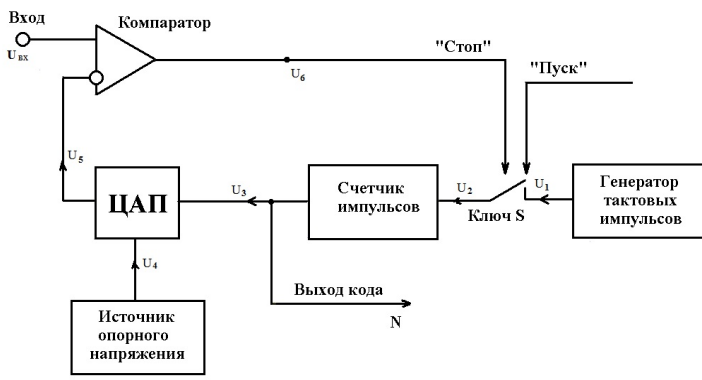 Вход
Uвх
Компаратор
"Стоп"
"Пуск"
U6
U5
ЦАП
U3
Счетчик
импульсов
U2
Ключ S
U1
Генератор
тактовых
импульсов
U4
Источник
опорного
напряжения
Выход кода
N